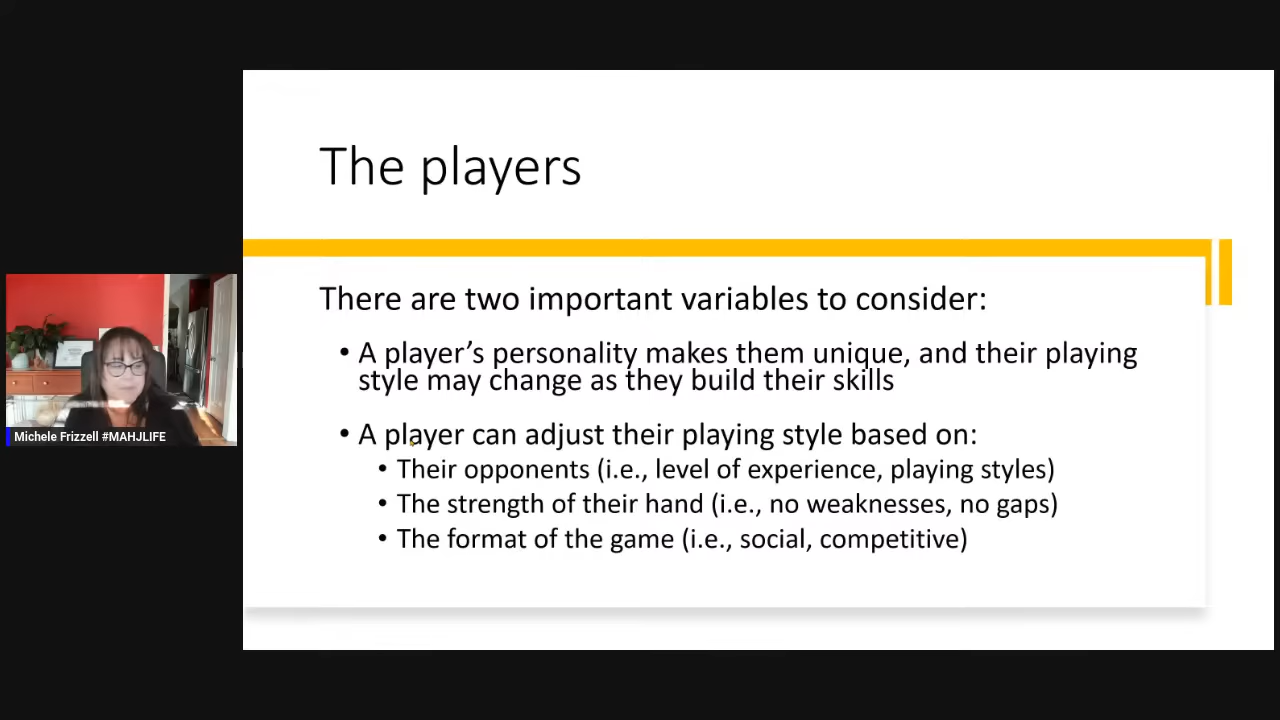 The players
There are two important variables to consider:
• A player’s personality makes them unique, and their playing
style may change as they build their skills
• A player can adjust their playing style based on:
• Their opponents (i.e., level of experience, playing styles)
• The strength of their hand (i.e., no weaknesses, no gaps)
• The format of the game (i.e., social, competitive)
Michele Frizzell #MAHJLIFE